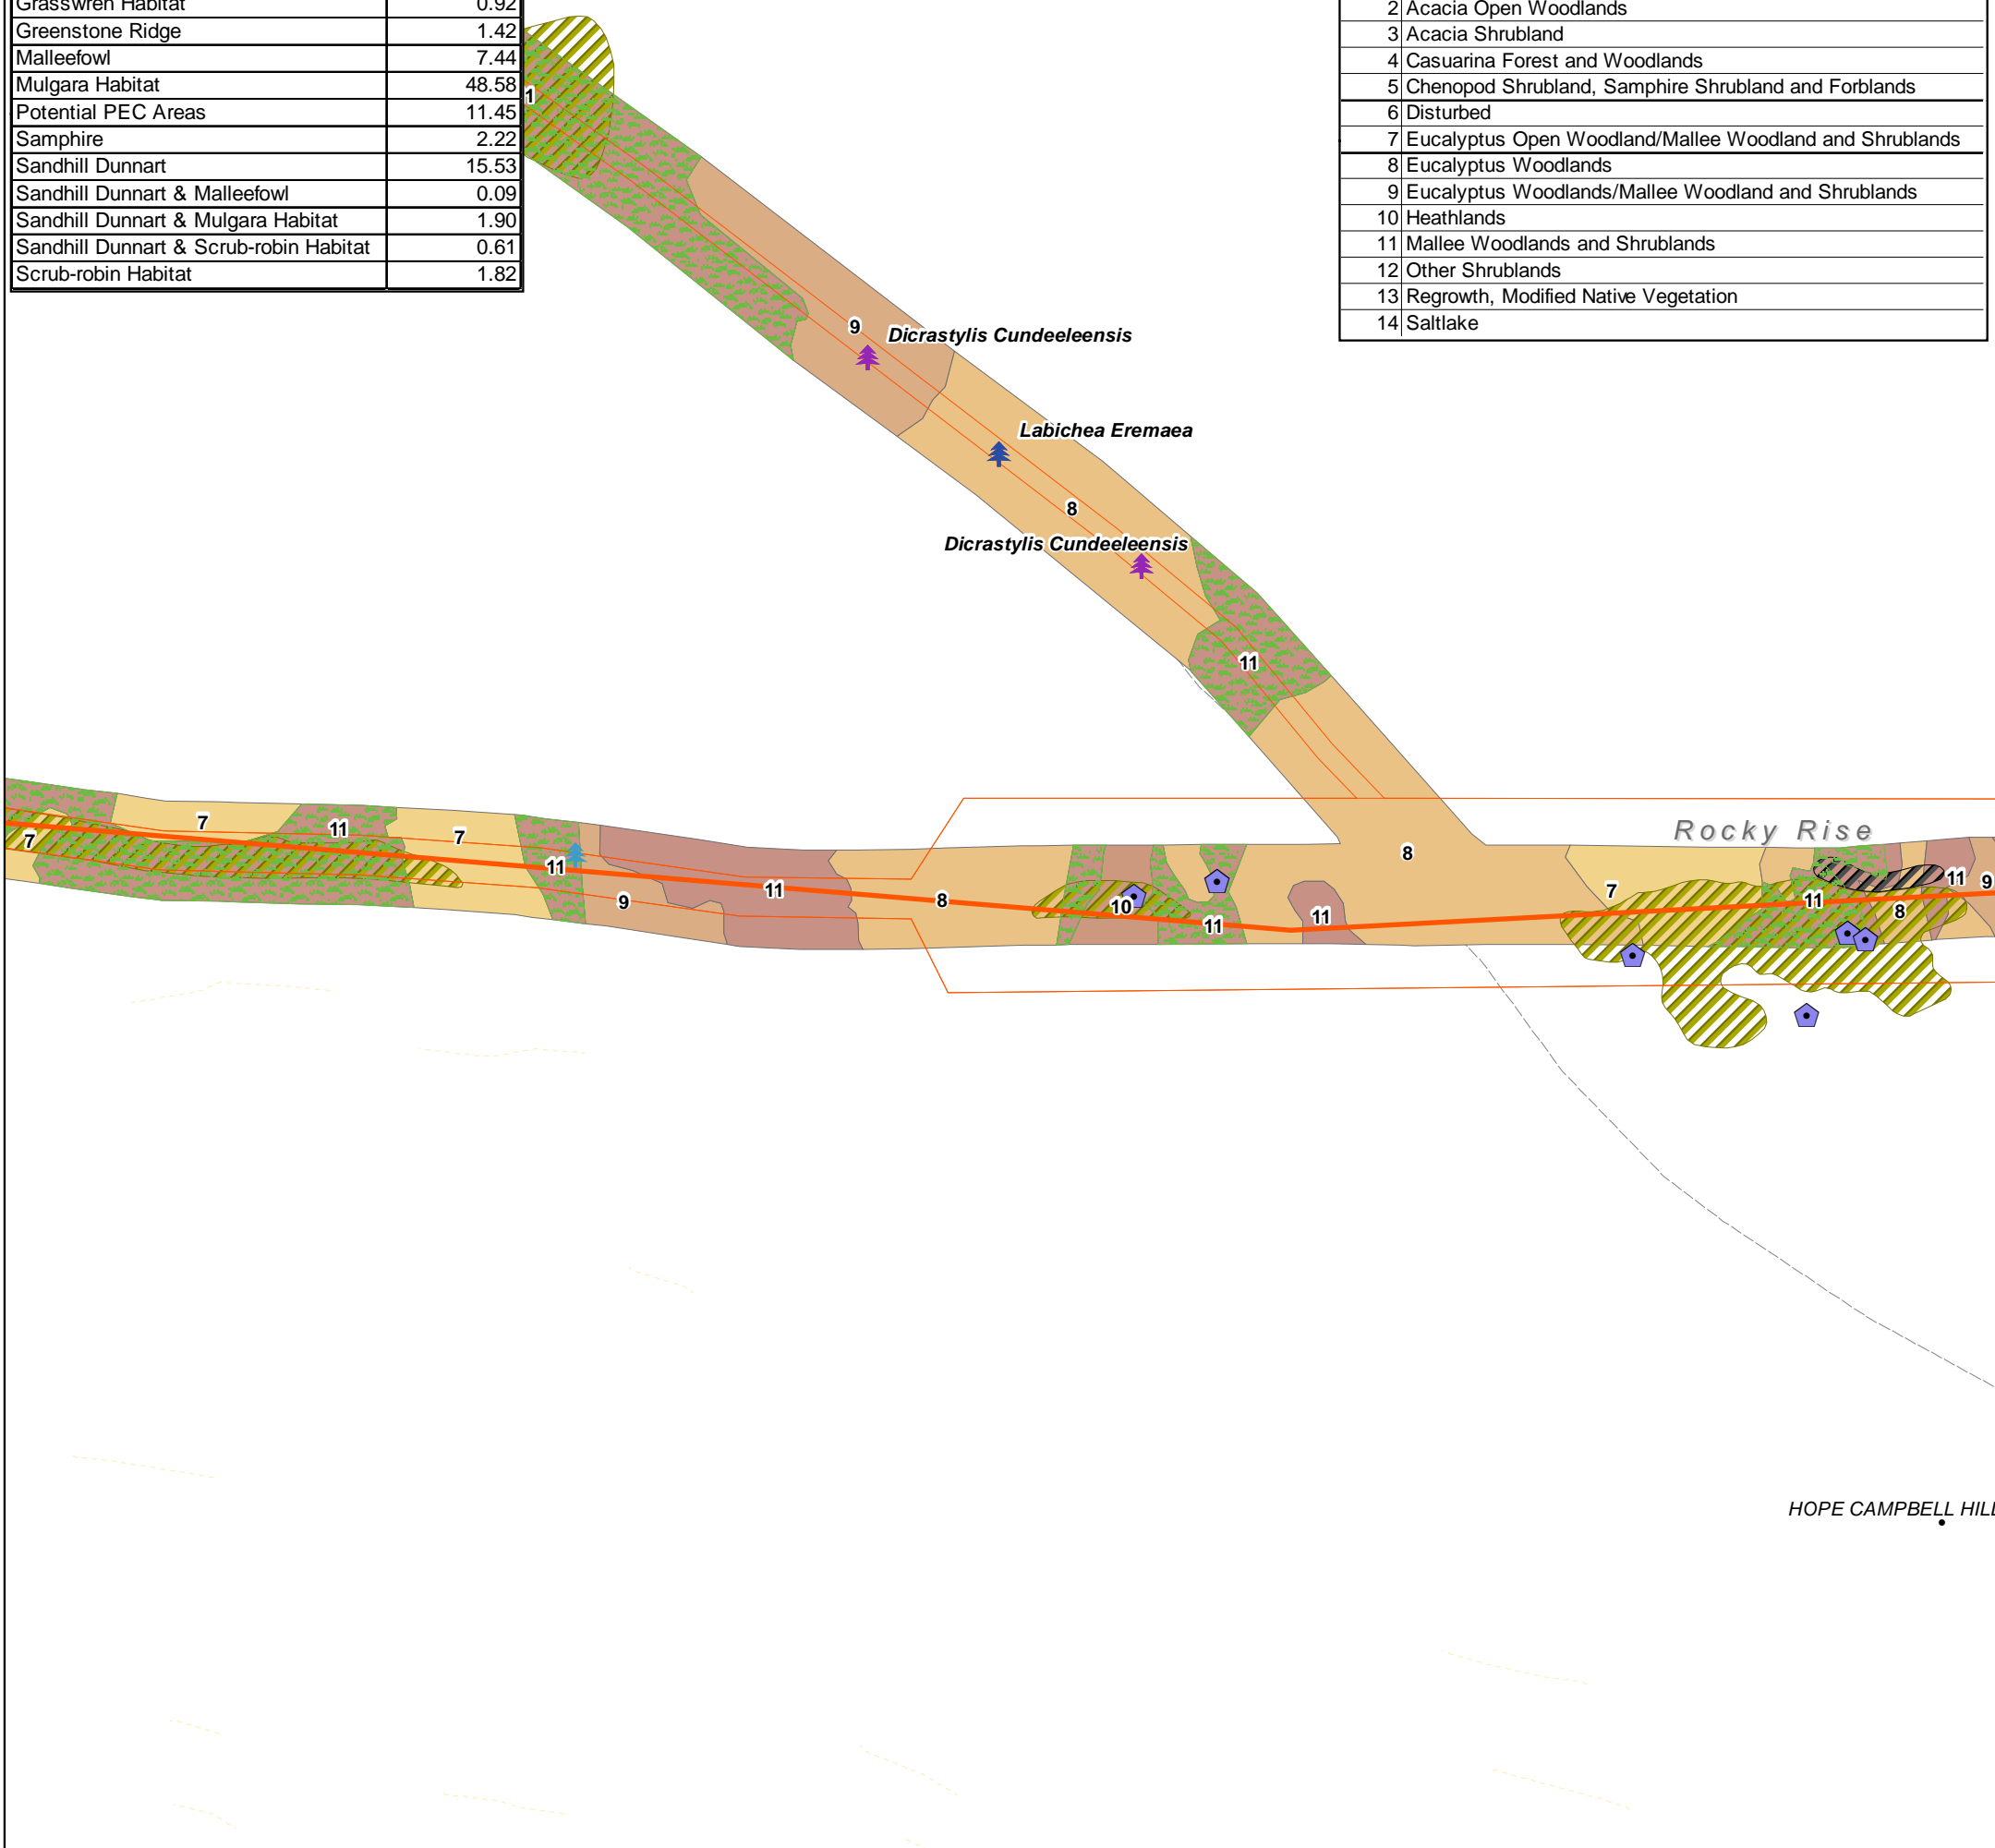 Grasswren Habitat 0.92
Greenstone Ridge 1.42
Malleefowl 7.44
Mulgara Habitat 48.58
Potential PEC Areas 11.45
Samphire 2.22
Sandhill Dunnart 15.53
Sandhill Dunnart & Malleefowl 0.09
Sandhill Dunnart & Mulgara Habitat 1.90
Sandhill Dunnart & Scrub-robin Habitat 0.61
Scrub-robin Habitat 1.82
2 Acacia Open Woodlands
3 Acacia Shrubland
4 Casuarina Forest and Woodlands
5 Chenopod Shrubland, Samphire Shrubland and Forblands
6 Disturbed
7 Eucalyptus Open Woodland/Mallee Woodland and Shrublands
8 Eucalyptus Woodlands
9 Eucalyptus Woodlands/Mallee Woodland and Shrublands
10 Heathlands
11 Mallee Woodlands and Shrublands
12 Other Shrublands
13 Regrowth, Modified Native Vegetation
14 Saltlake
1
9
Dicrastylis Cundeeleensis
Labichea Eremaea
8
Dicrastylis Cundeeleensis
11
Rocky Rise
7
11
7
7
11
9
11
8
10
11
11
8
7
11
8
11
9
HOPE CAMPBELL HILL